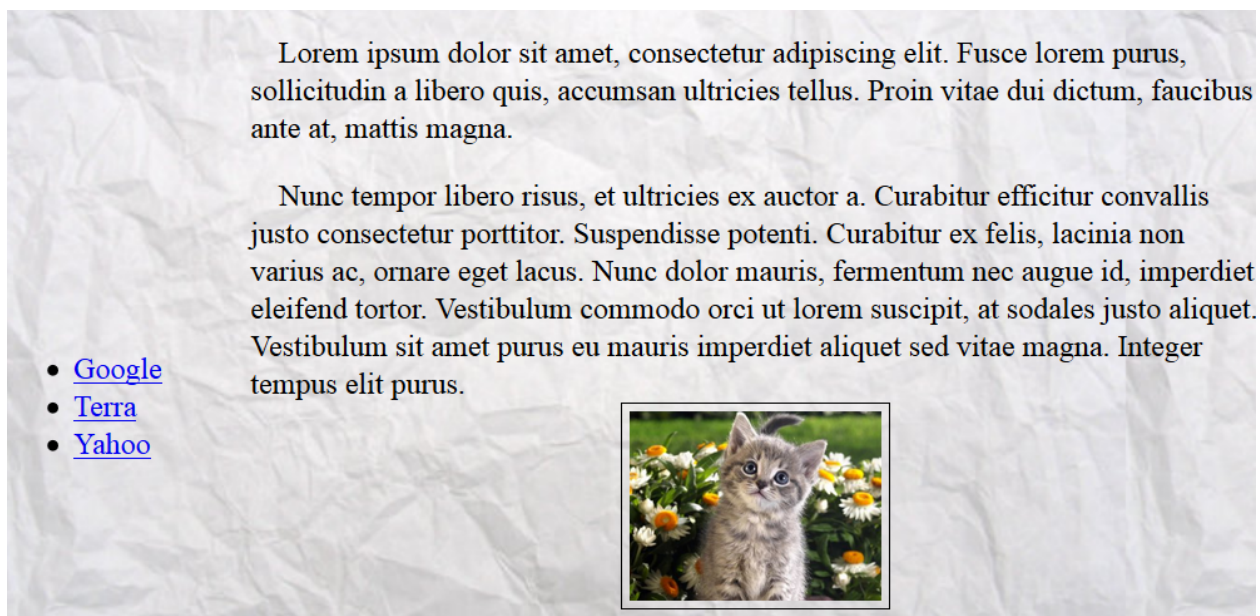 Lorem ipsum dolor sit amet, consectetur adipiscing elit. Fusce lorem purus,
sollicitudin a libero quis, accumsan ultricies tellus. Proin vitae dui dictum, faucibus
ante at, mattis magna.
Nunc tempor libero risus, et ultricies ex auctor a. Curabitur efficitur convallis
justo consectetur porttitor. Suspendisse potenti. Curabitur ex felis, lacinia non
varius ac, ornare eget lacus. Nunc dolor mauris, fermentum nec augue id, imperdiet
eleifend tortor. Vestibulum commodo orci ut lorem suscipit, at sodales justo aliquet.
Vestibulum sit amet purus eu mauris imperdiet aliquet sed vitae magna. Integer
tempus elit purus.
Google
Terra
Yahoo